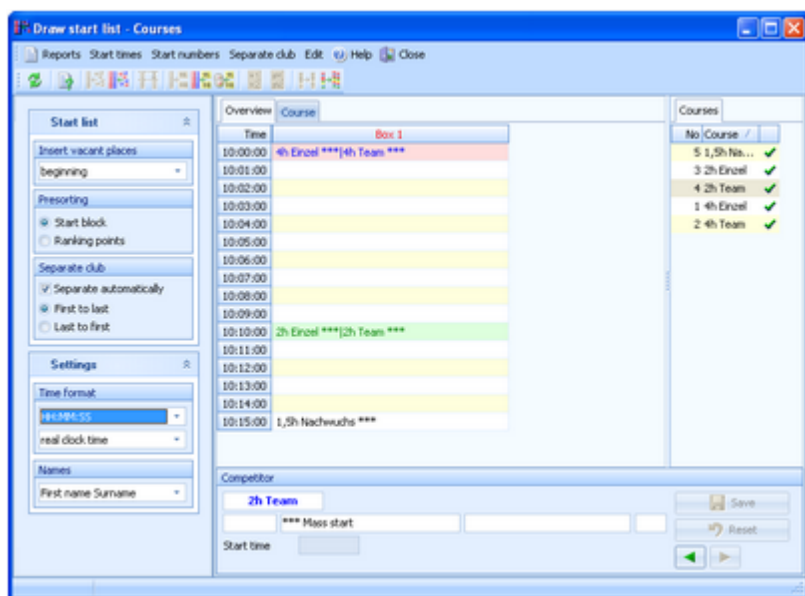 Draw start list - Courses
Reports Start times Start numbers Separate club Edit Help Close
Start list
Insert vacant places
beginning
Presorting
Start block
Ranking points
Separate club
Separate automatically
First to last
Last to first
Settings
Time format
HH:MM:SS
real clock time
Names
First name Surname
Overview Course
Time Box 1
10:00:00 4h Einzel ***|4h Team ***
10:01:00
10:02:00
10:03:00
10:04:00
10:05:00
10:06:00
10:07:00
10:08:00
10:09:00
10:10:00 2h Einzel ***|2h Team ***
10:11:00
10:12:00
10:13:00
10:14:00
10:15:00 1,5h Nachwuchs ***
Courses
No Course /
5 1,5h Na...
3 2h Einzel
4 2h Team
1 4h Einzel
2 4h Team
Competitor
2h Team
*** Mass start
Start time
Save
Reset